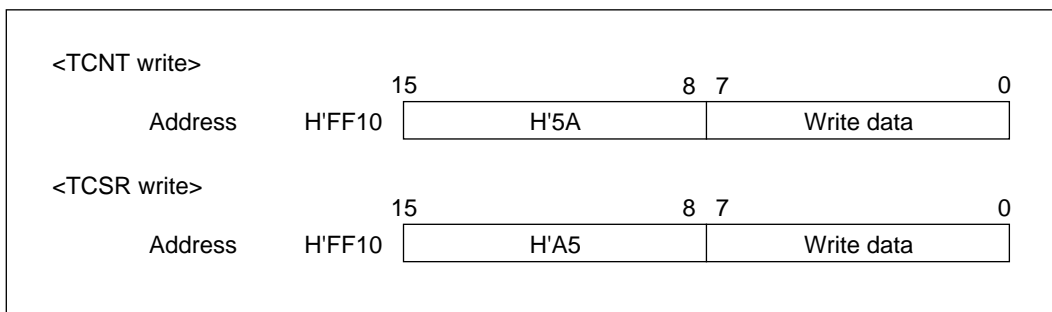 <TCNT write>
15 8 7 0
Address H'FF10 H'5A Write data
<TCSR write>
15 8 7 0
Address H'FF10 H'A5 Write data